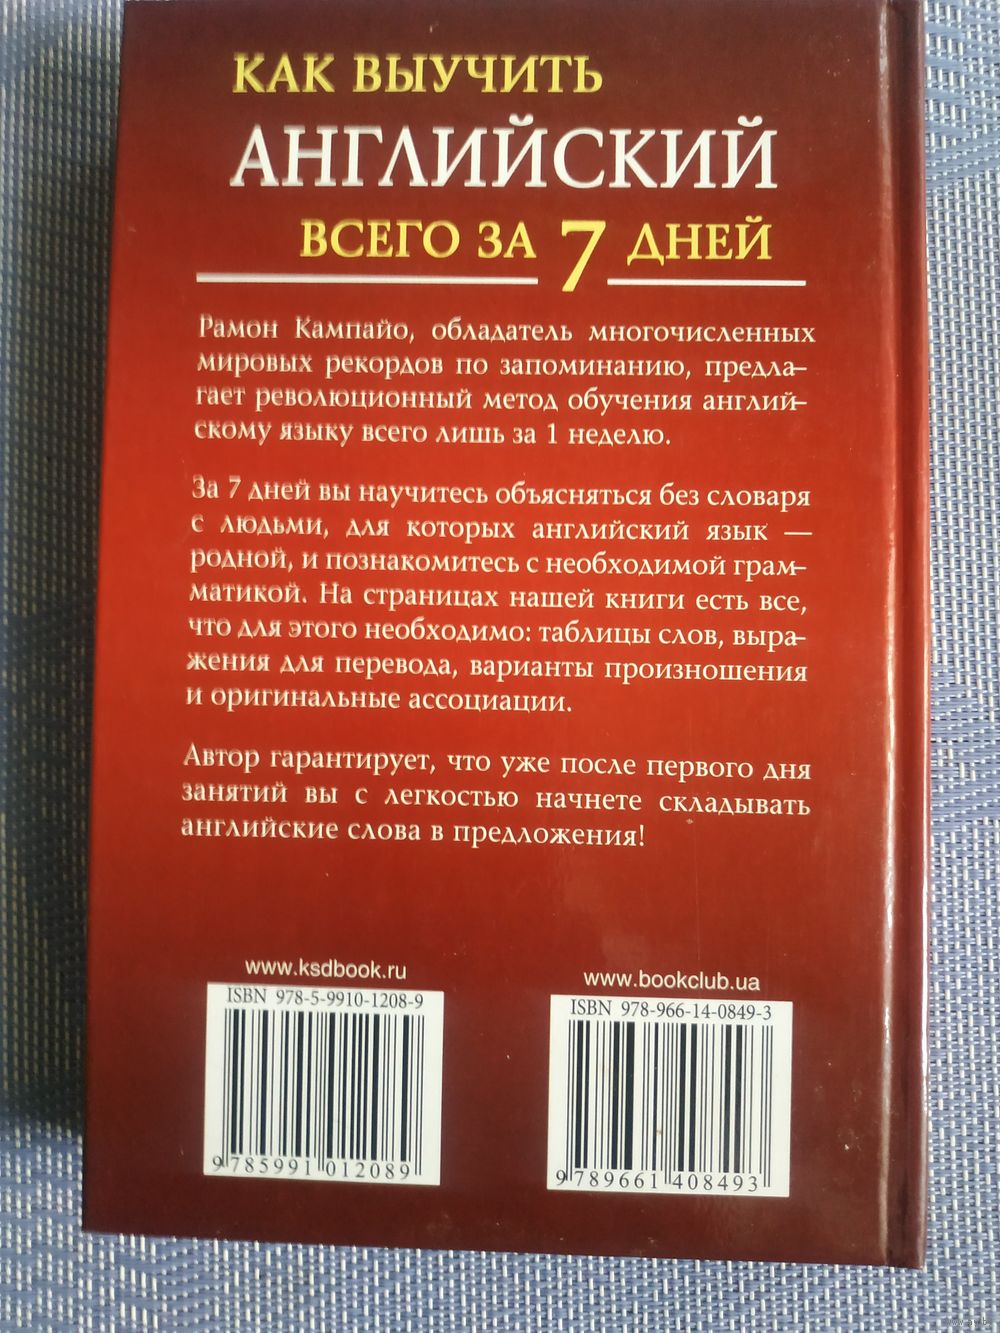 КАК ВЫУЧИТЬ
АНГЛИЙСКИЙ
ВСЕГО ЗА 7 ДНЕЙ
Рамон Кампайо, обладатель многочисленных
мировых рекордов по запоминанию, предла-
гает революционный метод обучения англий-
скому языку всего лишь за 1 неделю.
За 7 дней вы научитесь объясняться без словаря
с людьми, для которых английский язык —
родной, и познакомитесь с необходимой грам-
матикой. На страницах нашей книги есть все,
что для этого необходимо: таблицы слов, выра-
жения для перевода, варианты произношения
и оригинальные ассоциации.
Автор гарантирует, что уже после первого дня
занятий вы с легкостью начнете складывать
английские слова в предложения!
www.ksdbook.ru
ISBN 978-5-9910-1208-9
9 785991 012089
www.bookclub.ua
ISBN 978-966-14-0849-3
9 789661 408493